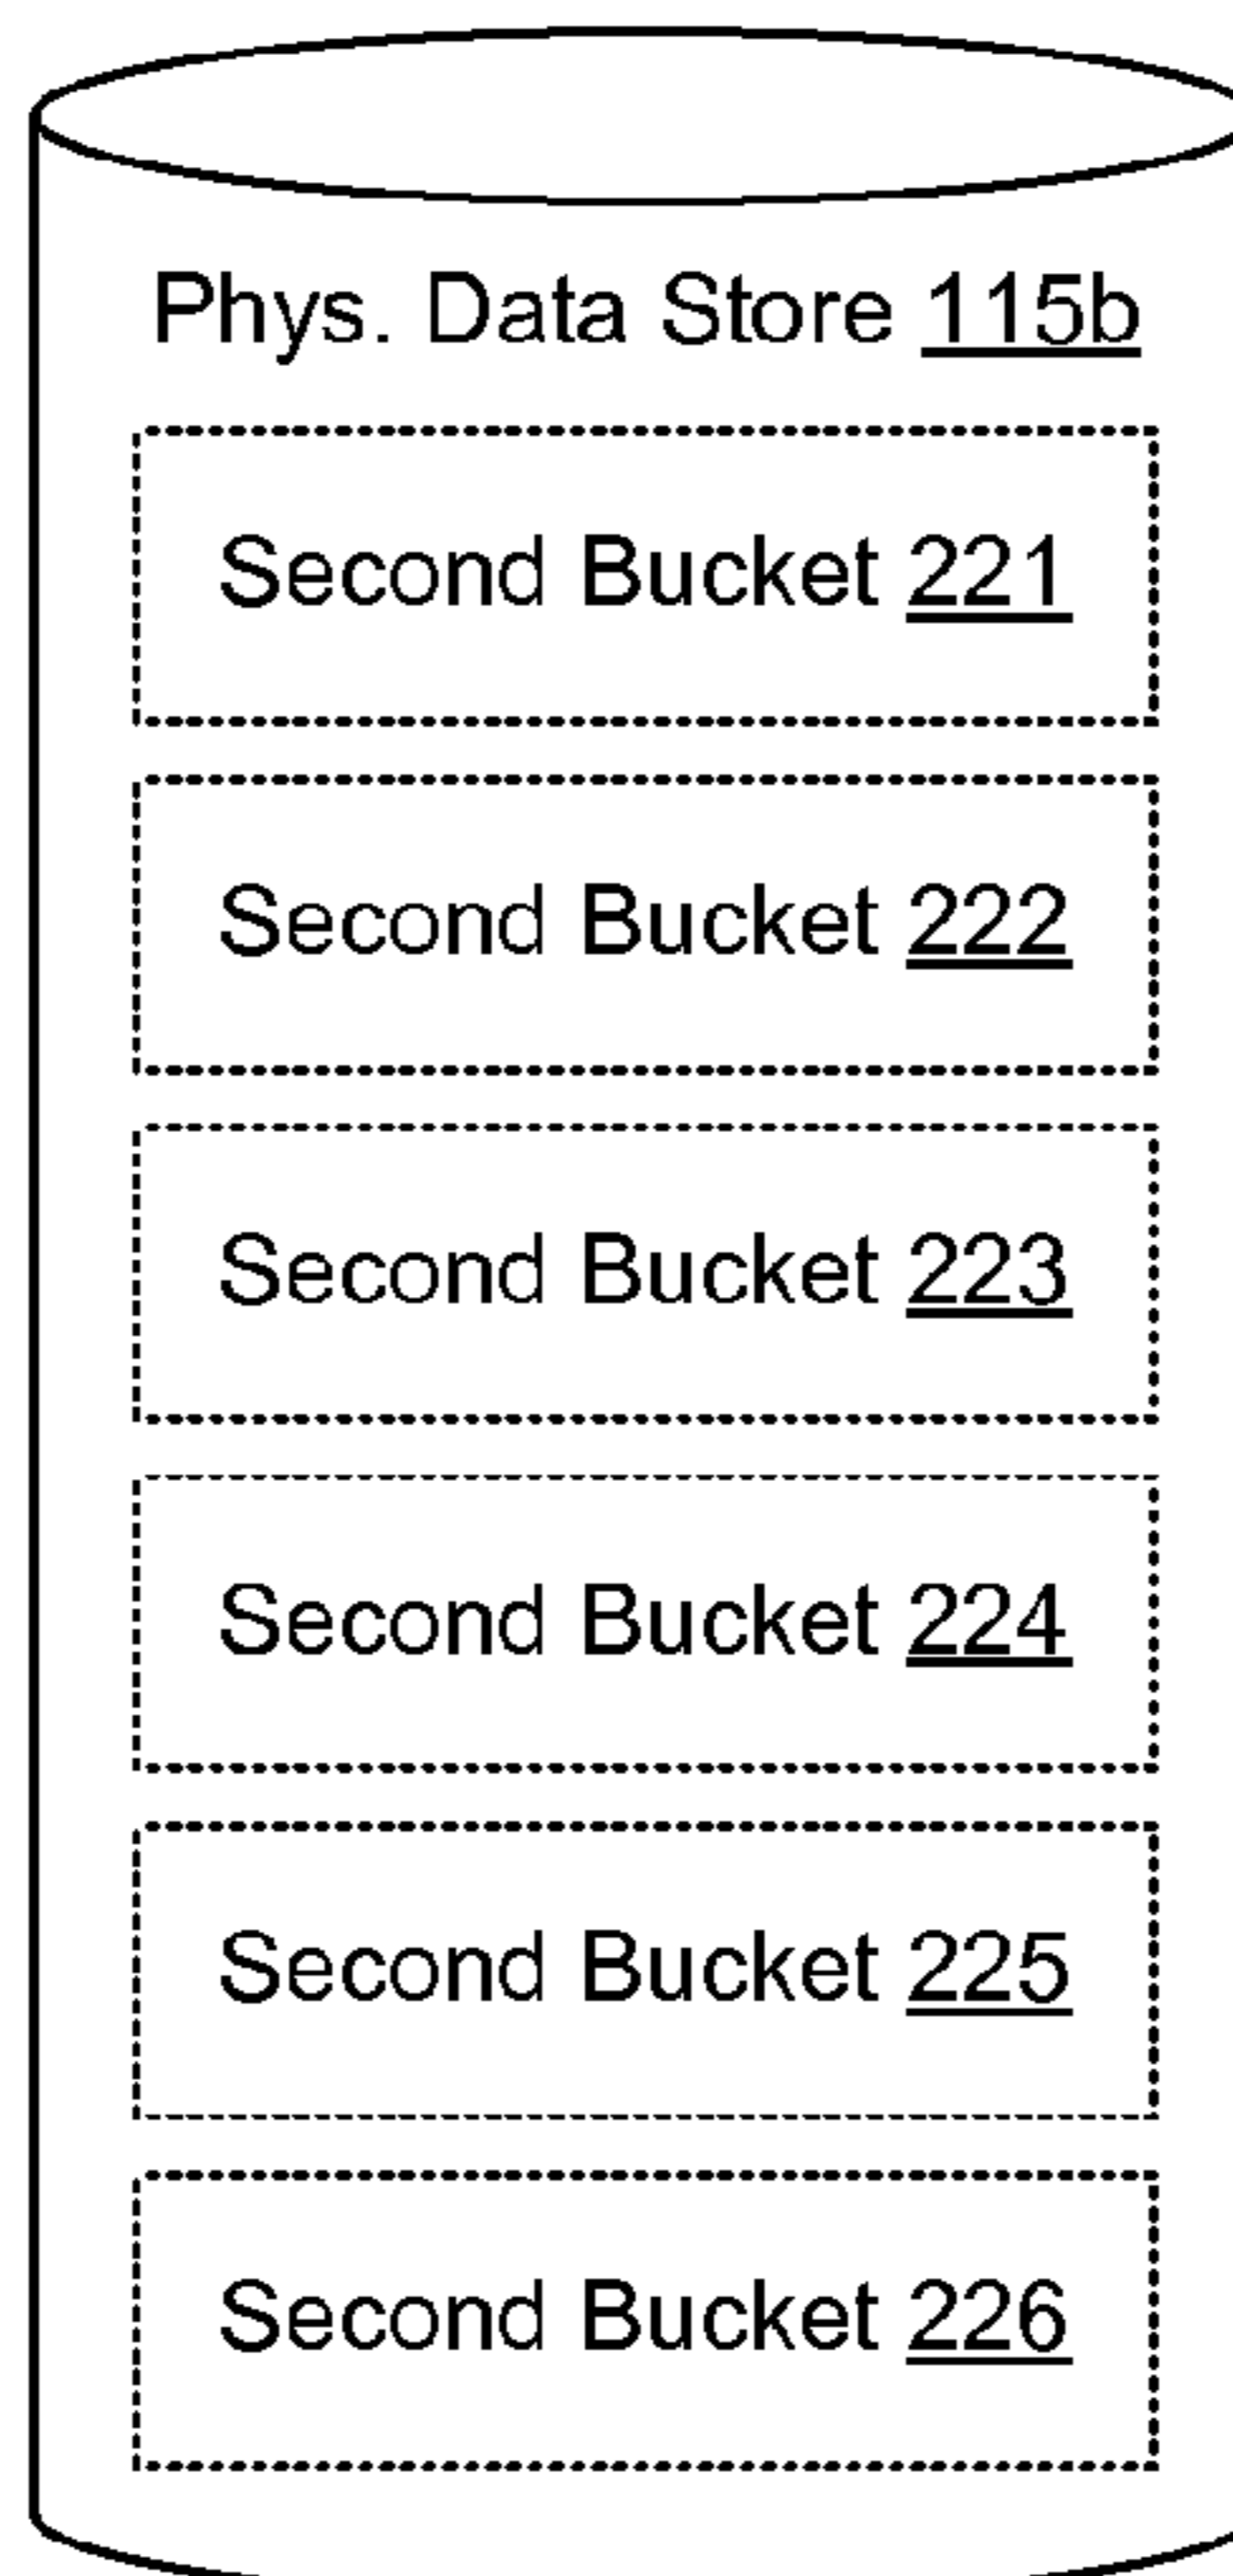 Phys. Data Store 115b
Second Bucket 221
Second Bucket 222
Second Bucket 223
Second Bucket 224
Second Bucket 225
Second Bucket 226